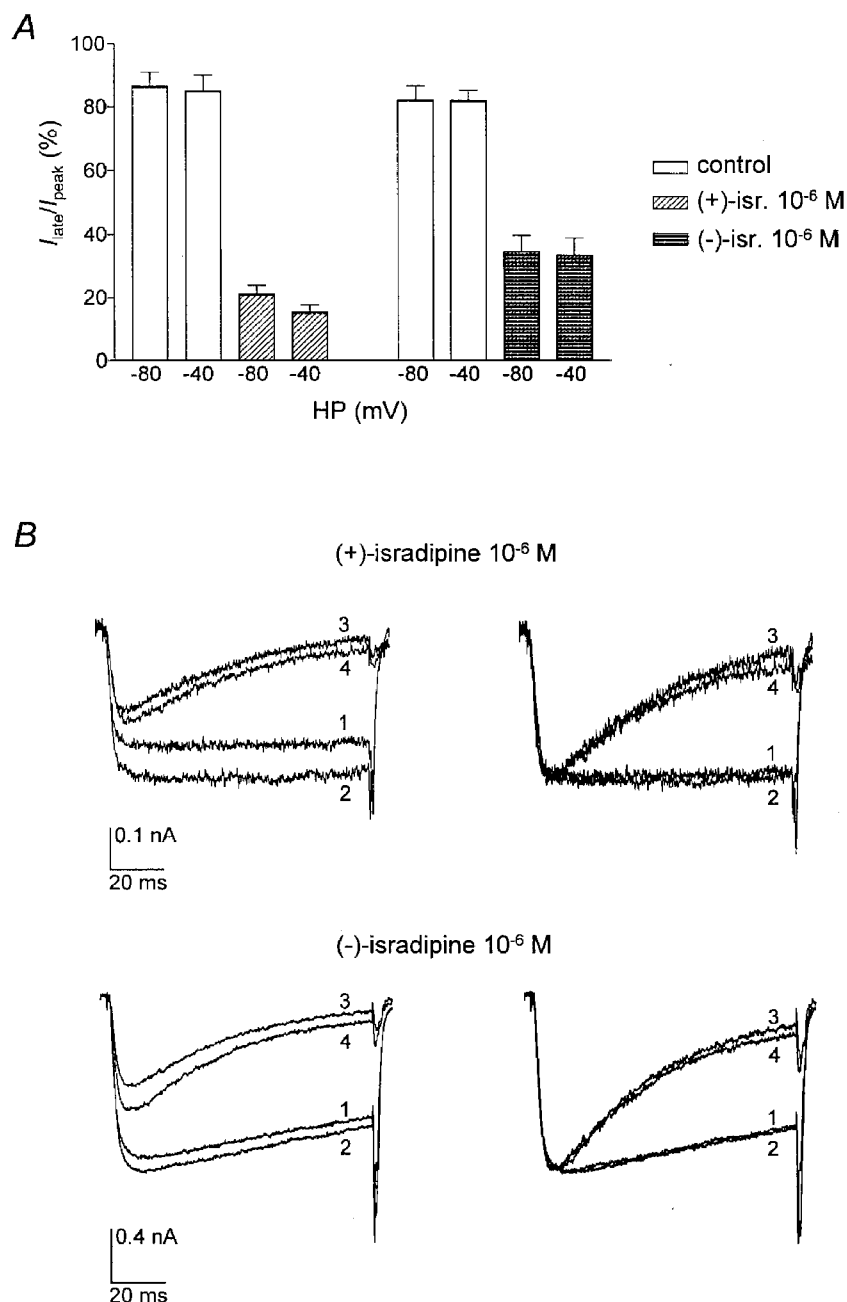 A
100
80
60
40
20
0
I_late/I_peak (%)
-80 -40 -80 -40 -80 -40 -80 -40
HP (mV)
control
(+)-isr. 10⁻⁶ M
(-)-isr. 10⁻⁶ M
B
(+)-isradipine 10⁻⁶ M
3
4
1
2
3
4
1
2
0.1 nA
20 ms
(-)-isradipine 10⁻⁶ M
3
4
1
2
3
4
1
2
0.4 nA
20 ms